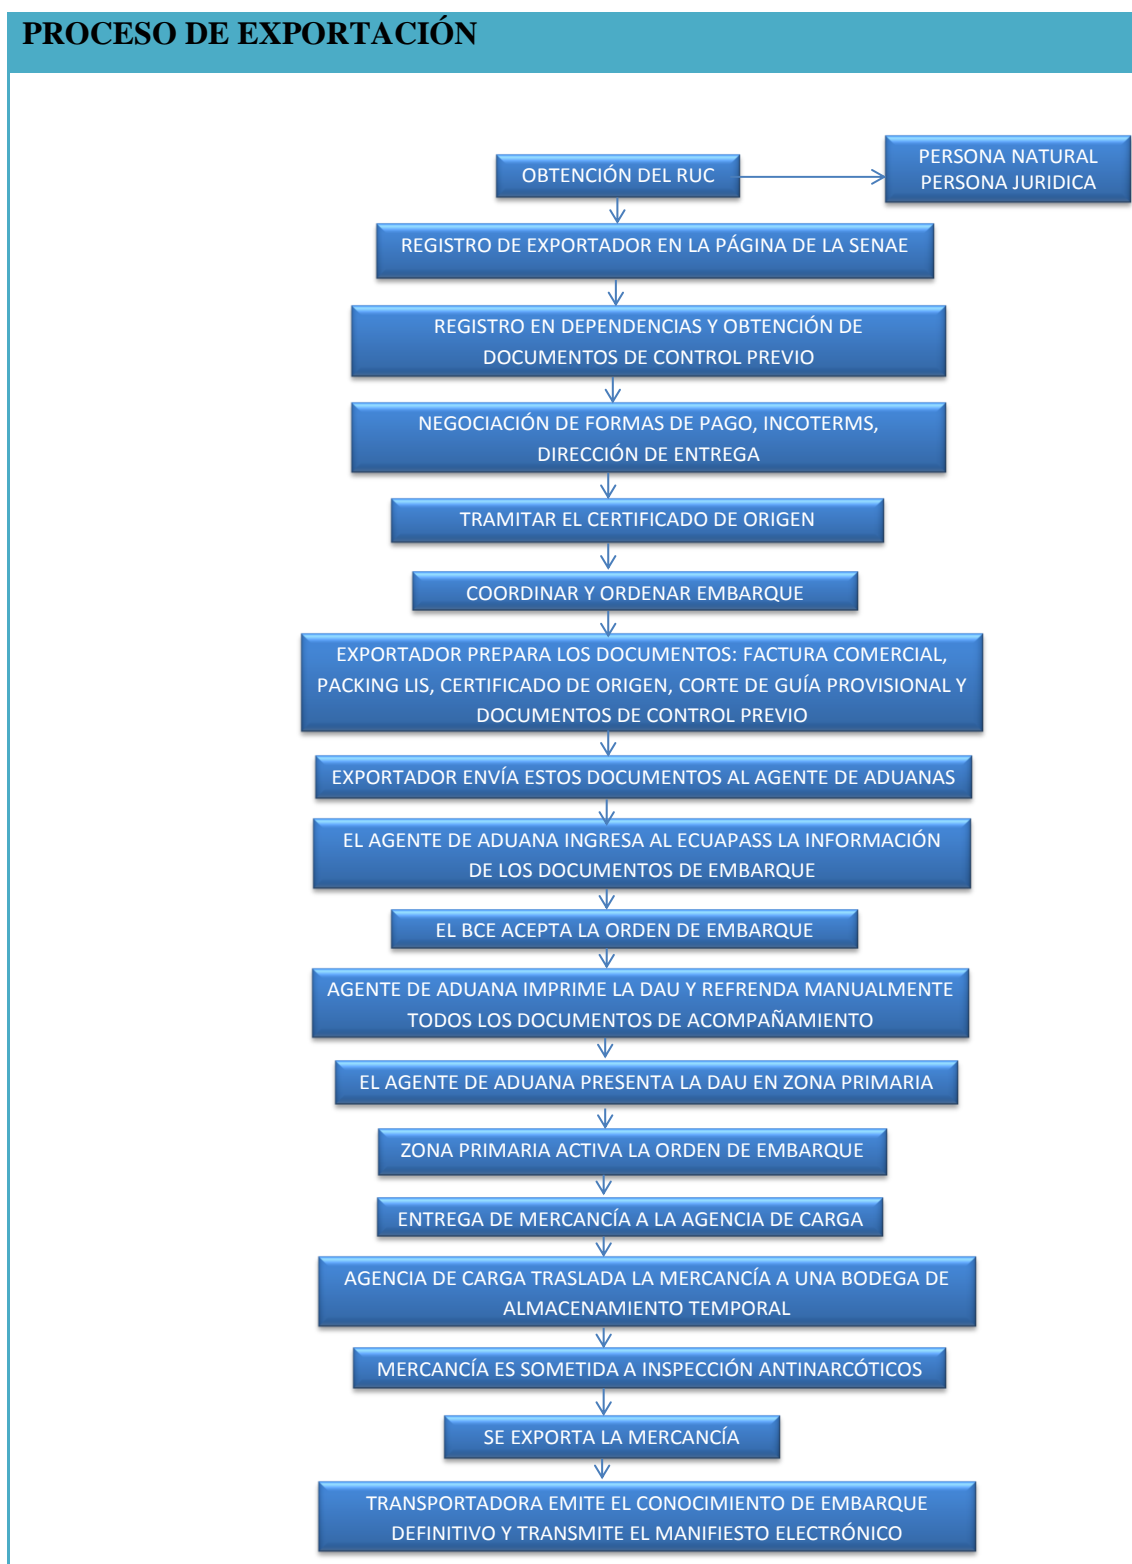 PROCESO DE EXPORTACIÓN
OBTENCIÓN DEL RUC
PERSONA NATURAL
PERSONA JURIDICA
REGISTRO DE EXPORTADOR EN LA PÁGINA DE LA SENAE
REGISTRO EN DEPENDENCIAS Y OBTENCIÓN DE
DOCUMENTOS DE CONTROL PREVIO
NEGOCIACIÓN DE FORMAS DE PAGO, INCOTERMS,
DIRECCIÓN DE ENTREGA
TRAMITAR EL CERTIFICADO DE ORIGEN
COORDINAR Y ORDENAR EMBARQUE
EXPORTADOR PREPARA LOS DOCUMENTOS: FACTURA COMERCIAL,
PACKING LIS, CERTIFICADO DE ORIGEN, CORTE DE GUÍA PROVISIONAL Y
DOCUMENTOS DE CONTROL PREVIO
EXPORTADOR ENVÍA ESTOS DOCUMENTOS AL AGENTE DE ADUANAS
EL AGENTE DE ADUANA INGRESA AL ECUAPASS LA INFORMACIÓN
DE LOS DOCUMENTOS DE EMBARQUE
EL BCE ACEPTA LA ORDEN DE EMBARQUE
AGENTE DE ADUANA IMPRIME LA DAU Y REFRENDA MANUALMENTE
TODOS LOS DOCUMENTOS DE ACOMPAÑAMIENTO
EL AGENTE DE ADUANA PRESENTA LA DAU EN ZONA PRIMARIA
ZONA PRIMARIA ACTIVA LA ORDEN DE EMBARQUE
ENTREGA DE MERCANCÍA A LA AGENCIA DE CARGA
AGENCIA DE CARGA TRASLADA LA MERCANCÍA A UNA BODEGA DE
ALMACENAMIENTO TEMPORAL
MERCANCÍA ES SOMETIDA A INSPECCIÓN ANTINARCÓTICOS
SE EXPORTA LA MERCANCÍA
TRANSPORTADORA EMITE EL CONOCIMIENTO DE EMBARQUE
DEFINITIVO Y TRANSMITE EL MANIFIESTO ELECTRÓNICO